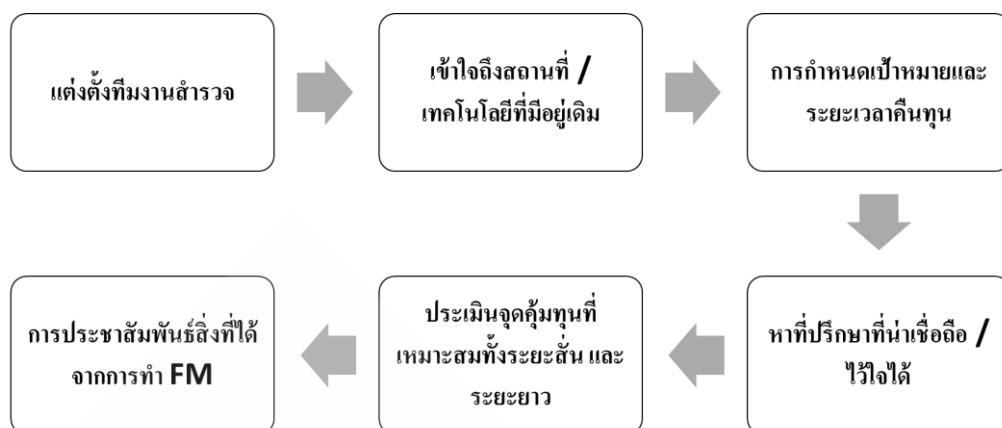 แต่งตั้งทีมงานสำรวจ
เข้าใจถึงสถานที่ /
เทคโนโลยีที่มีอยู่เดิม
การกำหนดเป้าหมายและ
ระยะเวลาคืนทุน
หาที่ปรึกษาที่น่าเชื่อถือ /
ไว้ใจได้
ประเมินจุดคุ้มทุนที่
เหมาะสมทั้งระยะสั้น และ
ระยะยาว
การประชาสัมพันธ์สิ่งที่ได้
จากการทำ FM